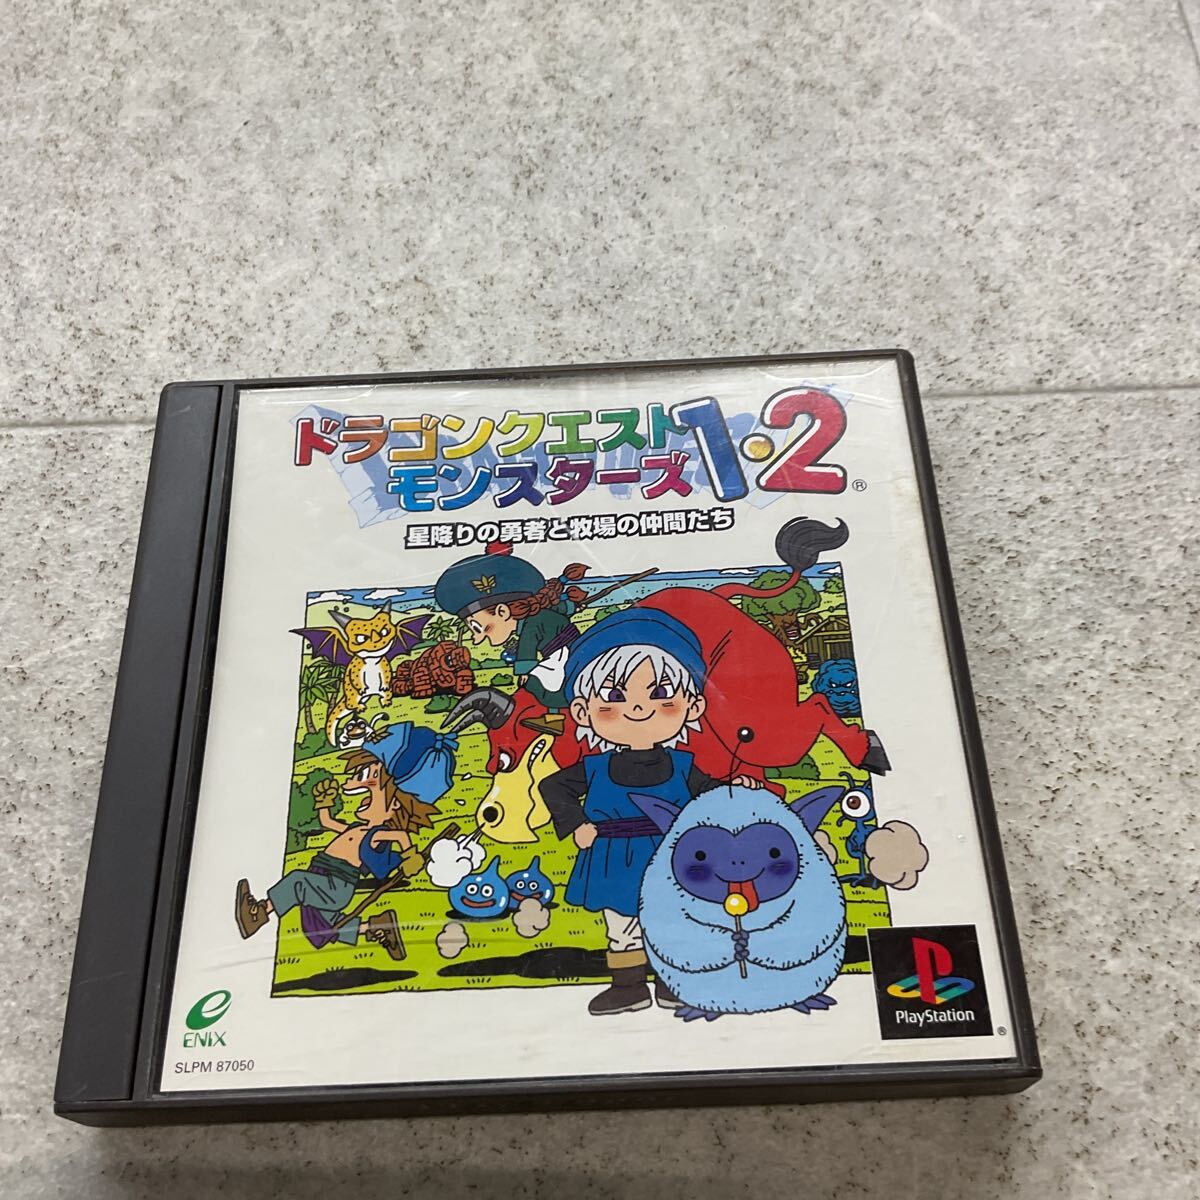 ドラゴンクエスト
モンスターズ1・2®
星降りの勇者と牧場の仲間たち
ENIX
SLPM 87050
PlayStation
®